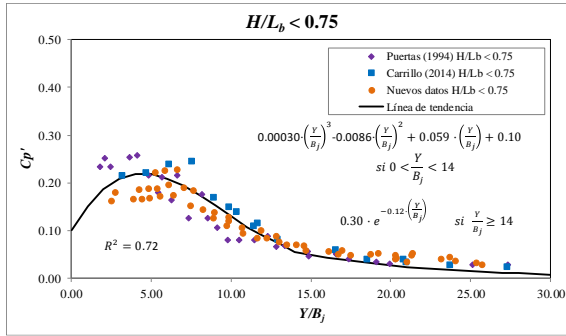 H/L_b < 0.75
0.50
0.40
0.30
0.20
0.10
0.00
Cp'
Puertas (1994) H/Lb < 0.75
Carrillo (2014) H/Lb < 0.75
Nuevos datos H/Lb < 0.75
Línea de tendencia
0.00030·(Y/B_j)^3-0.0086·(Y/B_j)^2 + 0.059 · (Y/B_j) + 0.10
si 0 < Y/B_j < 14
0.30 · e^{-0.12·(Y/B_j)} si Y/B_j ≥ 14
R² = 0.72
0.00 5.00 10.00 15.00 20.00 25.00 30.00
Y/B_j